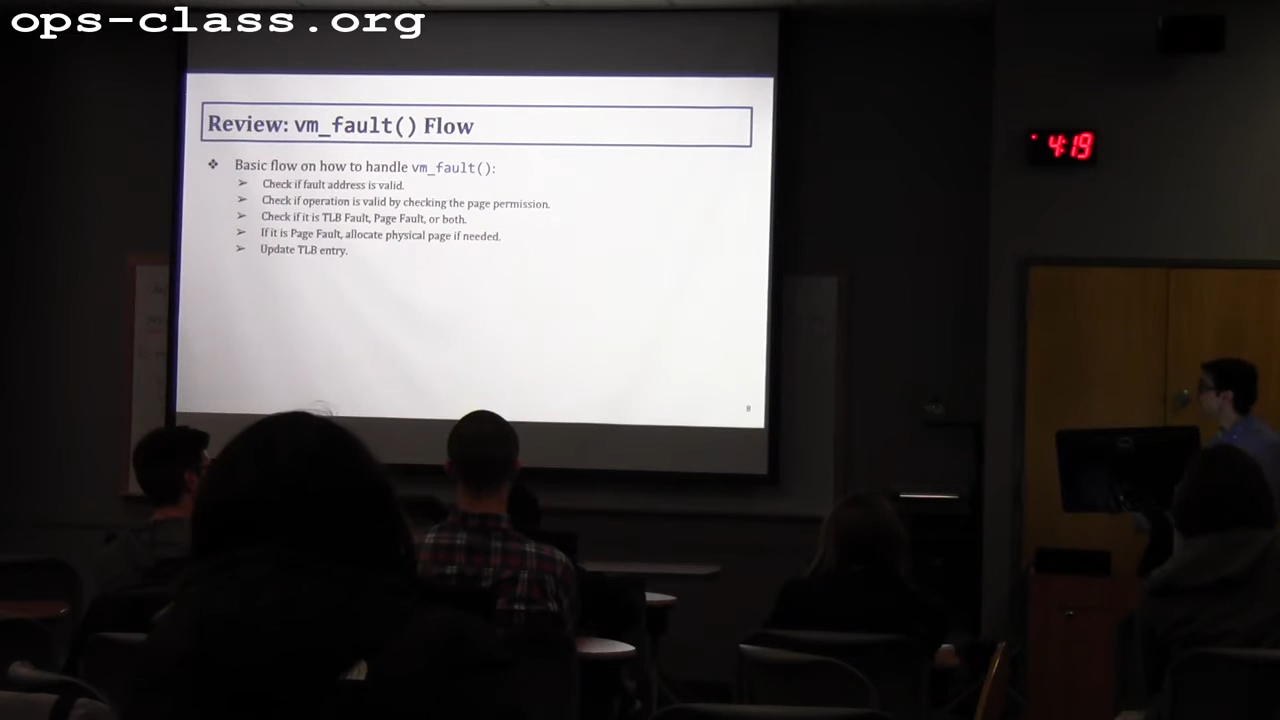 ops-class.org
Review: vm_fault() Flow
❖ Basic flow on how to handle vm_fault():
➢ Check if fault address is valid.
➢ Check if operation is valid by checking the page permission.
➢ Check if it is TLB Fault, Page Fault, or both.
➢ If it is Page Fault, allocate physical page if needed.
➢ Update TLB entry.
8
4:19